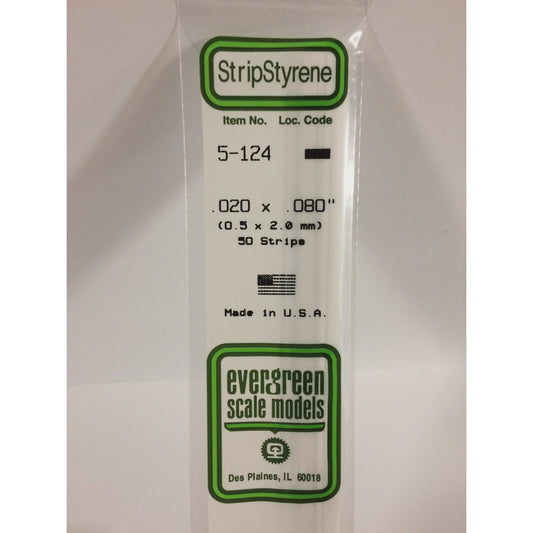 StripStyrene
Item No. Loc. Code
5-124
.020 x .080"
(0.5 x 2.0 mm)
50 Strips
Made in U.S.A.
evergreen
scale models
Des Plaines, IL 60018